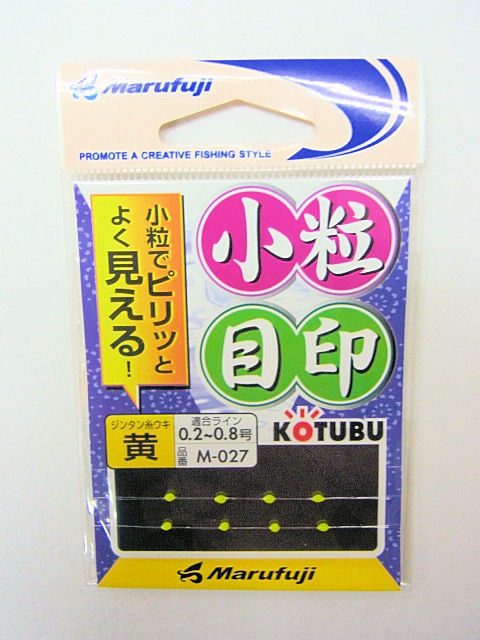 Marufuji
PROMOTE A CREATIVE FISHING STYLE
小粒でピリッと
よく見える!
小粒
目印
ジンタン糸ウキ
黄
適合ライン
0.2~0.8号
品番
M-027
KOTUBU
Marufuji